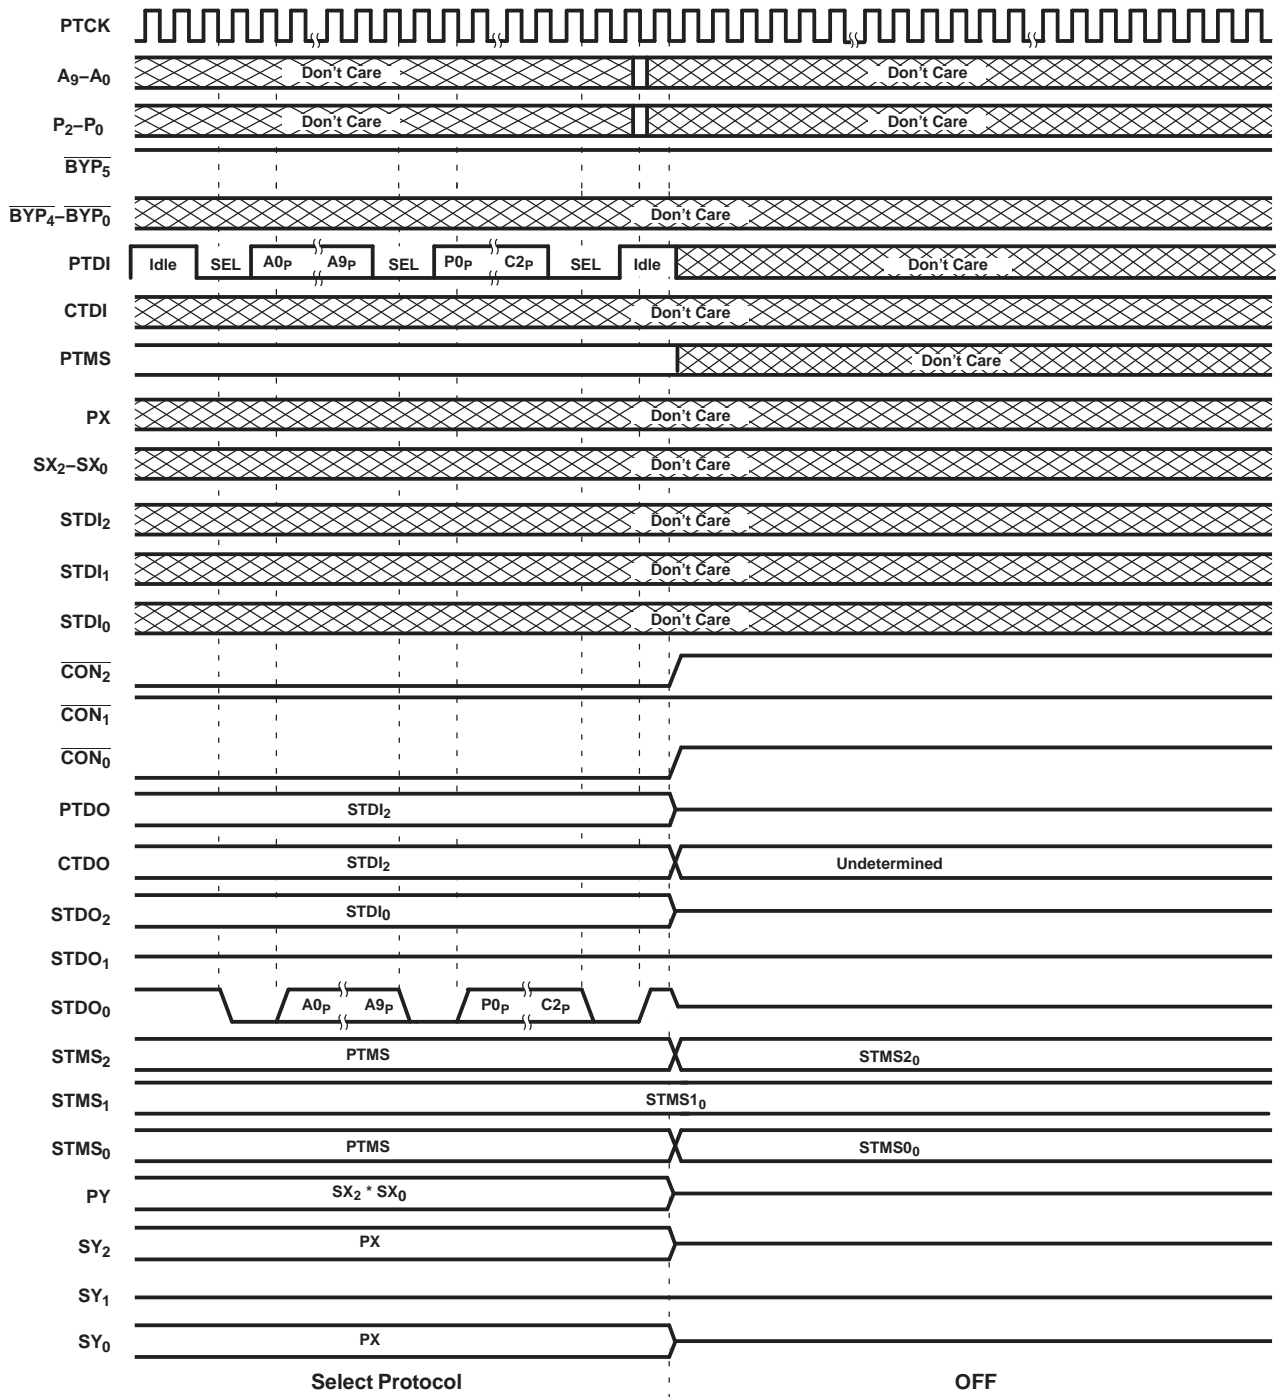 PTCK
A9–A0 Don't Care Don't Care
P2–P0 Don't Care Don't Care
BYP5
BYP4–BYP0 Don't Care
PTDI Idle SEL A0P A9P SEL P0P C2P SEL Idle Don't Care
CTDI Don't Care
PTMS Don't Care
PX Don't Care
SX2–SX0 Don't Care
STDI2 Don't Care
STDI1 Don't Care
STDI0 Don't Care
CON2
CON1
CON0
PTDO STDI2
CTDO STDI2 Undetermined
STDO2 STDI0
STDO1
STDO0 A0P A9P P0P C2P
STMS2 PTMS STMS20
STMS1 STMS10
STMS0 PTMS STMS00
PY SX2 * SX0
SY2 PX
SY1
SY0 PX
Select Protocol OFF